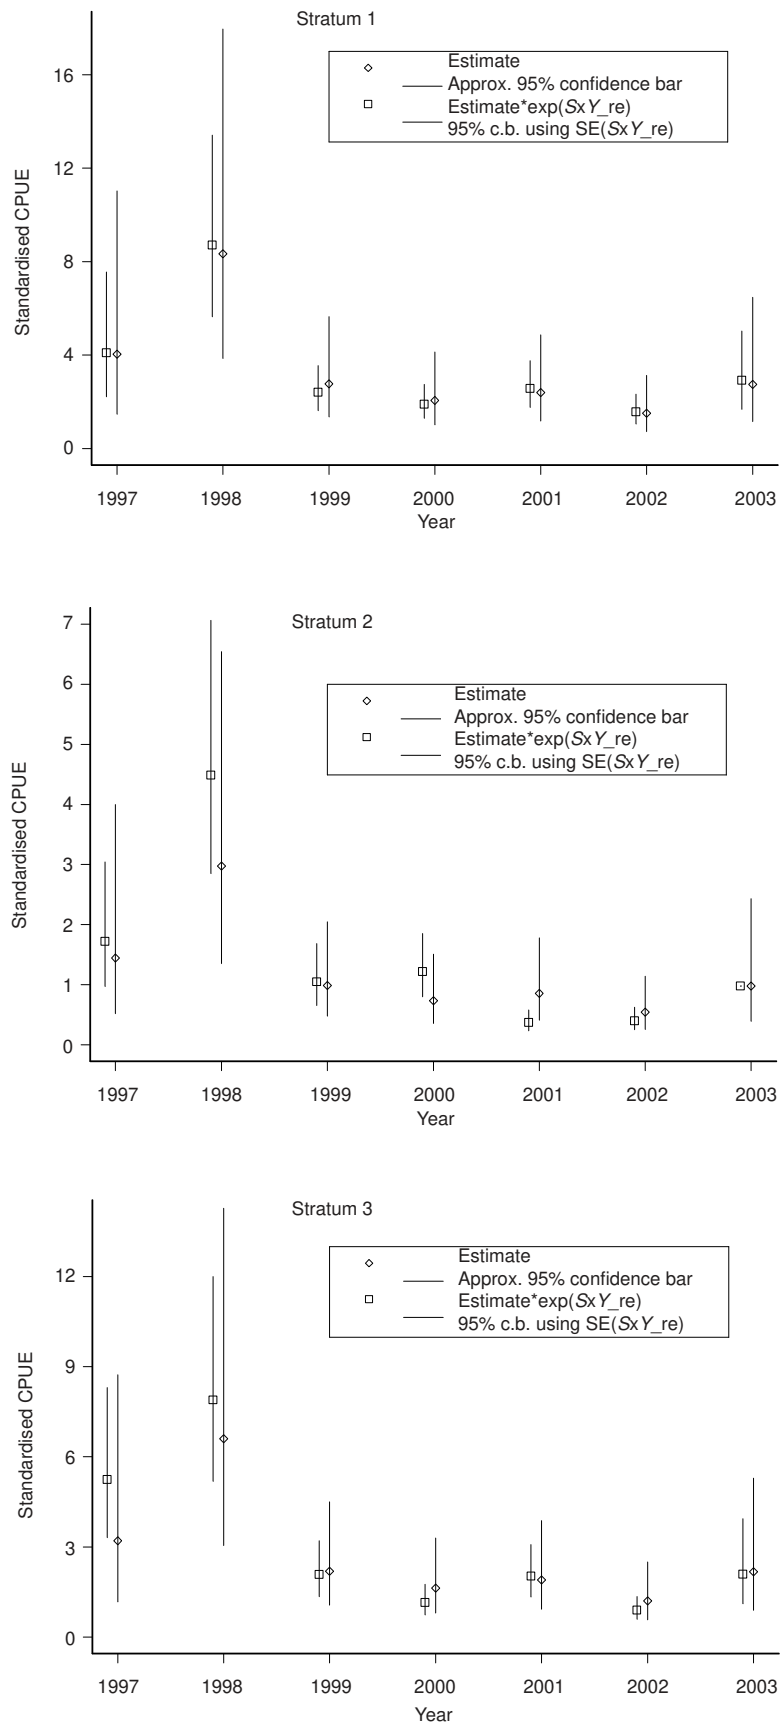 Stratum 1
Estimate
Approx. 95% confidence bar
Estimate*exp(SxY_re)
95% c.b. using SE(SxY_re)
Standardised CPUE
16
12
8
4
0
1997 1998 1999 2000 2001 2002 2003
Year
Stratum 2
Estimate
Approx. 95% confidence bar
Estimate*exp(SxY_re)
95% c.b. using SE(SxY_re)
Standardised CPUE
7
6
5
4
3
2
1
0
1997 1998 1999 2000 2001 2002 2003
Year
Stratum 3
Estimate
Approx. 95% confidence bar
Estimate*exp(SxY_re)
95% c.b. using SE(SxY_re)
Standardised CPUE
12
9
6
3
0
1997 1998 1999 2000 2001 2002 2003
Year